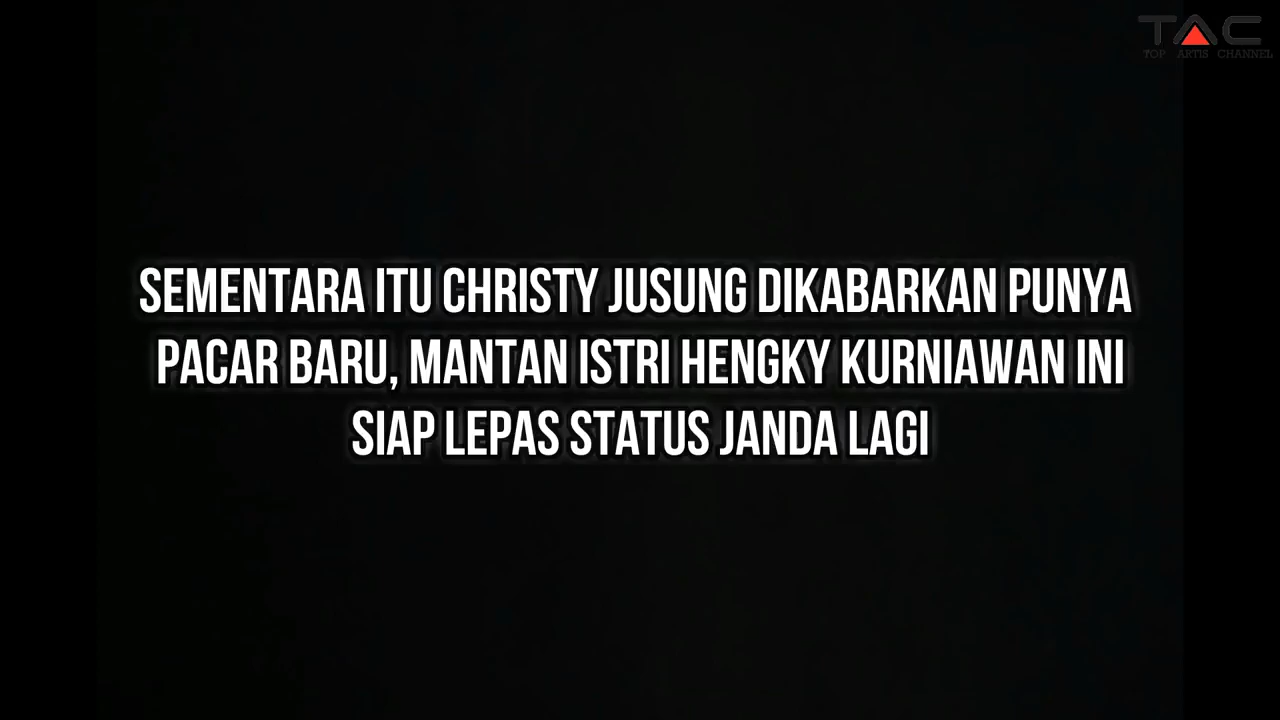 TAC
TOP ARTIS CHANNEL
SEMENTARA ITU CHRISTY JUSUNG DIKABARKAN PUNYA
PACAR BARU, MANTAN ISTRI HENGKY KURNIAWAN INI
SIAP LEPAS STATUS JANDA LAGI